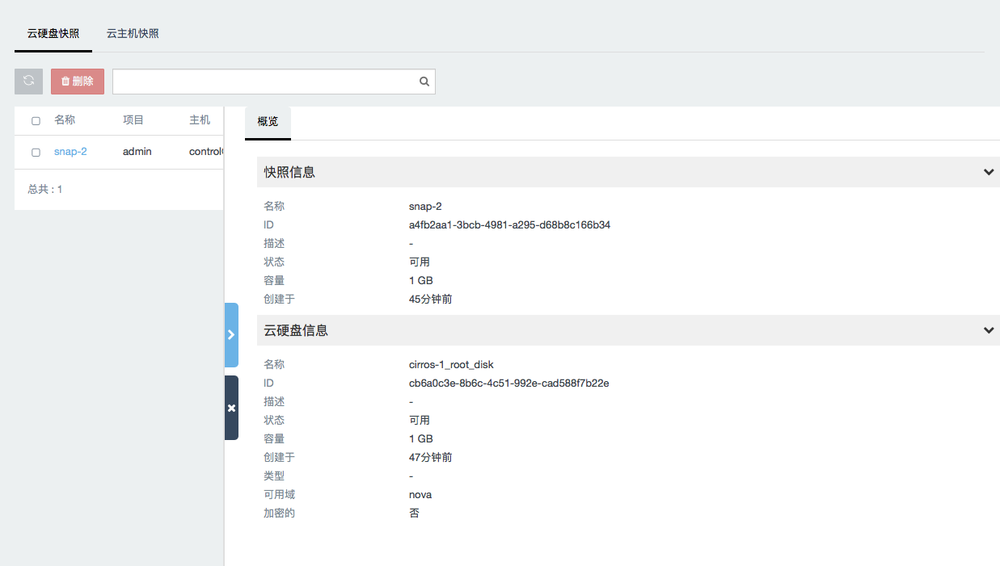 云硬盘快照 云主机快照
删除
名称 项目 主机
snap-2 admin control
总共 : 1
概览
快照信息
名称 snap-2
ID a4fb2aa1-3bcb-4981-a295-d68b8c166b34
描述 -
状态 可用
容量 1 GB
创建于 45分钟前
云硬盘信息
名称 cirros-1_root_disk
ID cb6a0c3e-8b6c-4c51-992e-cad588f7b22e
描述 -
状态 可用
容量 1 GB
创建于 47分钟前
类型 -
可用域 nova
加密的 否